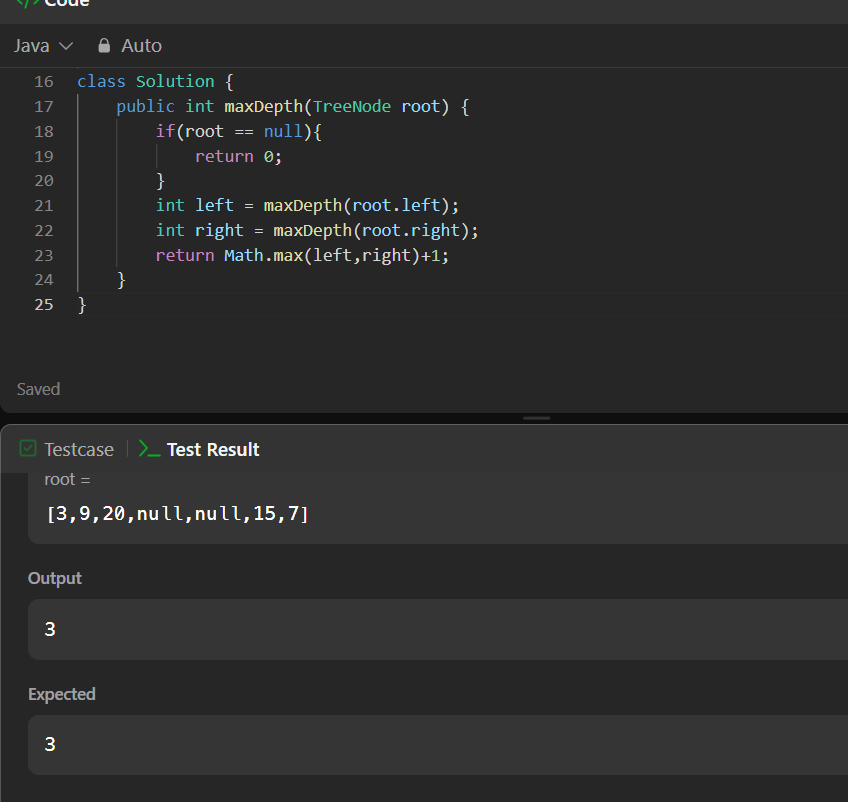 </> Code
Java Auto
16 class Solution {
17 public int maxDepth(TreeNode root) {
18 if(root == null){
19 return 0;
20 }
21 int left = maxDepth(root.left);
22 int right = maxDepth(root.right);
23 return Math.max(left,right)+1;
24 }
25 }
Saved
Testcase >_ Test Result
root =
[3,9,20,null,null,15,7]
Output
3
Expected
3